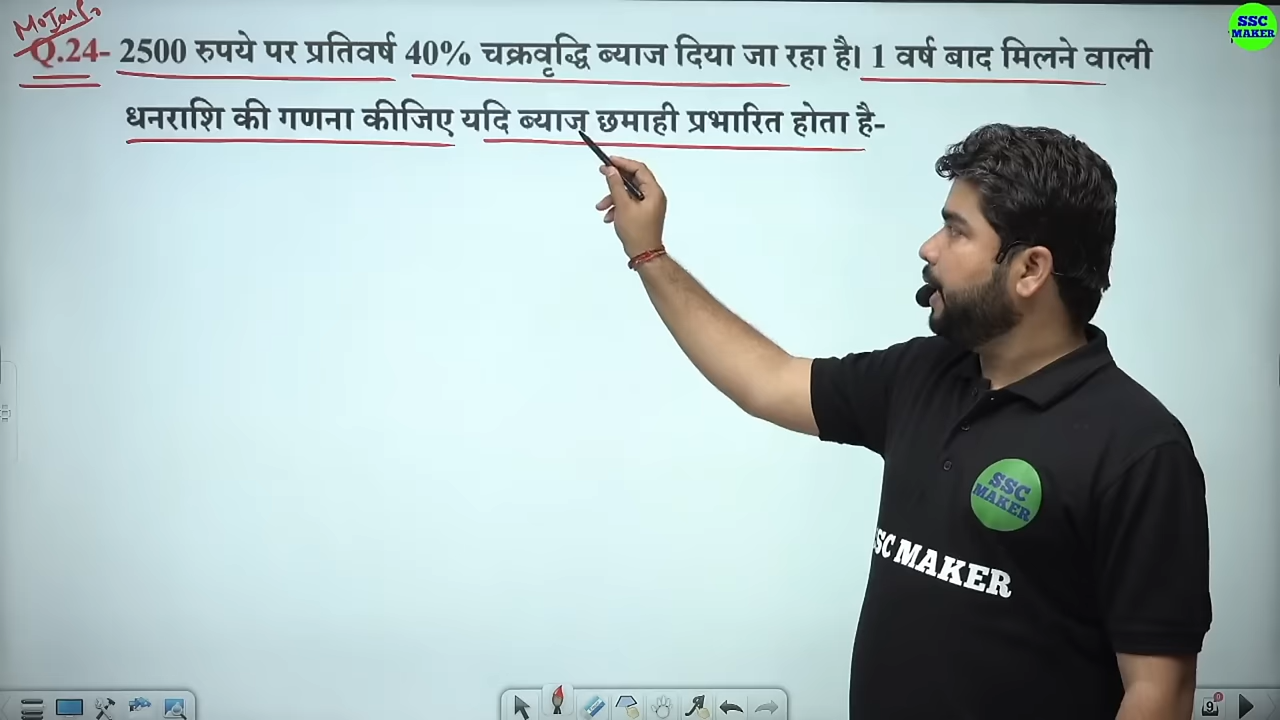 Q.24- 2500 रुपये पर प्रतिवर्ष 40% चक्रवृद्धि ब्याज दिया जा रहा है। 1 वर्ष बाद मिलने वाली
धनराशि की गणना कीजिए यदि ब्याज छमाही प्रभारित होता है-
SSC
MAKER
SSC
MAKER
SC MAKER